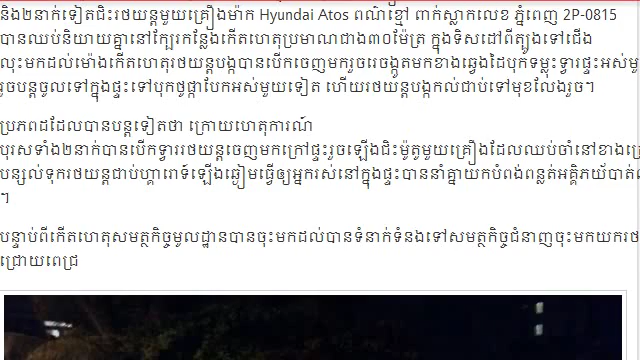 និង២នាក់ទៀតជិះរថយន្តមួយគ្រឿងម៉ាក Hyundai Atos ពណ៌ខ្មៅ ពាក់ស្លាកលេខ ភ្នំពេញ 2P-0815
បានឈប់និយាយគ្នានៅក្បែរកន្លែងកើតហេតុប្រមាណជាង៣០ម៉ែត្រ ក្នុងទិសដៅពីត្បូងទៅជើង
លុះមកដល់ម៉ោងកើតហេតុរថយន្តបង្កបានបើកចេញមករួចរេចង្កូតមកខាងឆ្វេងដៃបុកទម្លុះទ្វារផ្ទះអស់មួ
រួចបន្តចូលទៅក្នុងផ្ទះទៅបុកថូផ្កាបែកអស់មួយទៀត ហើយរថយន្តបង្កកល់ជាប់ទៅមុខលែងរួច។
ប្រភពដដែលបានបន្តទៀតថា ក្រោយហេតុការណ៍
បុរសទាំង២នាក់បានបើកទ្វាររថយន្តចេញមកក្រៅផ្ទះរួចឡើងជិះម៉ូតូមួយគ្រឿងដែលឈប់ចាំនៅខាងក្រៅ
បន្សល់ទុករថយន្តជាប់ហ្គារោទ៍ឡើងឆ្ងៀមធ្វើឲ្យអ្នករស់នៅក្នុងផ្ទះបាននាំគ្នាយកបំពង់ពន្លត់អគ្គិភយ័បាត់
។
បន្ទាប់ពីកើតហេតុសមត្ថកិច្ចមូលដ្ឋានបានចុះមកដល់បានទំនាក់ទំនងទៅសមត្ថកិច្ចជំនាញចុះមកយករថ
ជ្រោយពេជ្រ